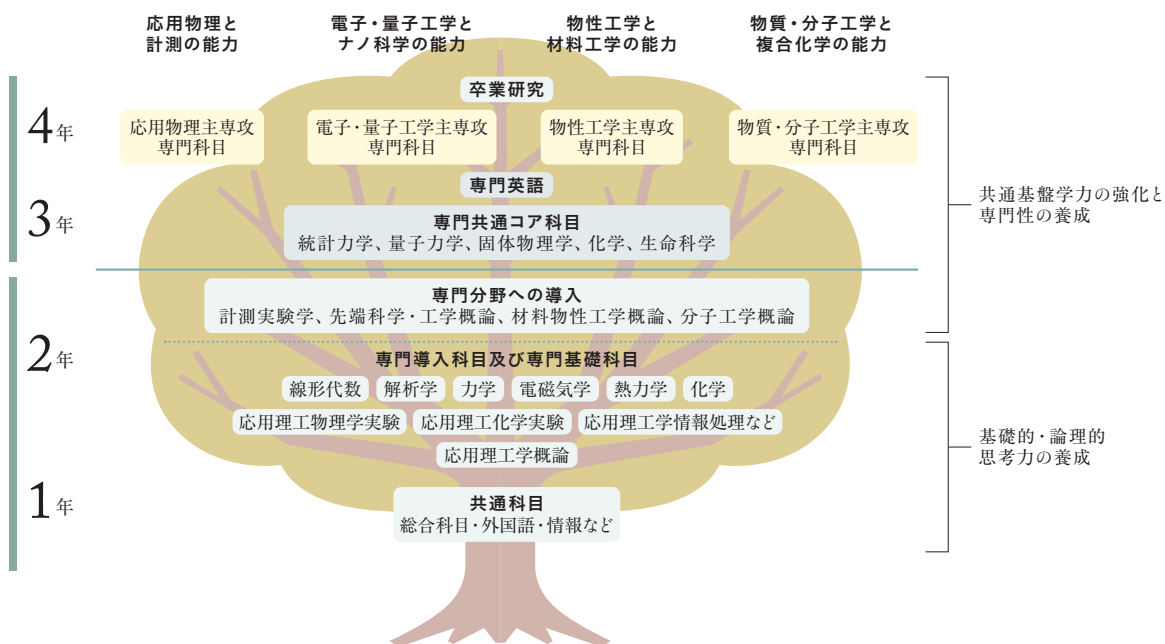 応用物理と
計測の能力
電子・量子工学と
ナノ科学の能力
物性工学と
材料工学の能力
物質・分子工学と
複合化学の能力
卒業研究
4年
応用物理主専攻
専門科目
電子・量子工学主専攻
専門科目
物性工学主専攻
専門科目
物質・分子工学主専攻
専門科目
専門英語
3年
専門共通コア科目
統計力学、量子力学、固体物理学、化学、生命科学
共通基盤学力の強化と
専門性の養成
専門分野への導入
計測実験学、先端科学・工学概論、材料物性工学概論、分子工学概論
2年
専門導入科目及び専門基礎科目
線形代数 解析学 力学 電磁気学 熱力学 化学
応用理工物理学実験 応用理工化学実験 応用理工学情報処理など
応用理工学概論
基礎的・論理的
思考力の養成
1年
共通科目
総合科目・外国語・情報など